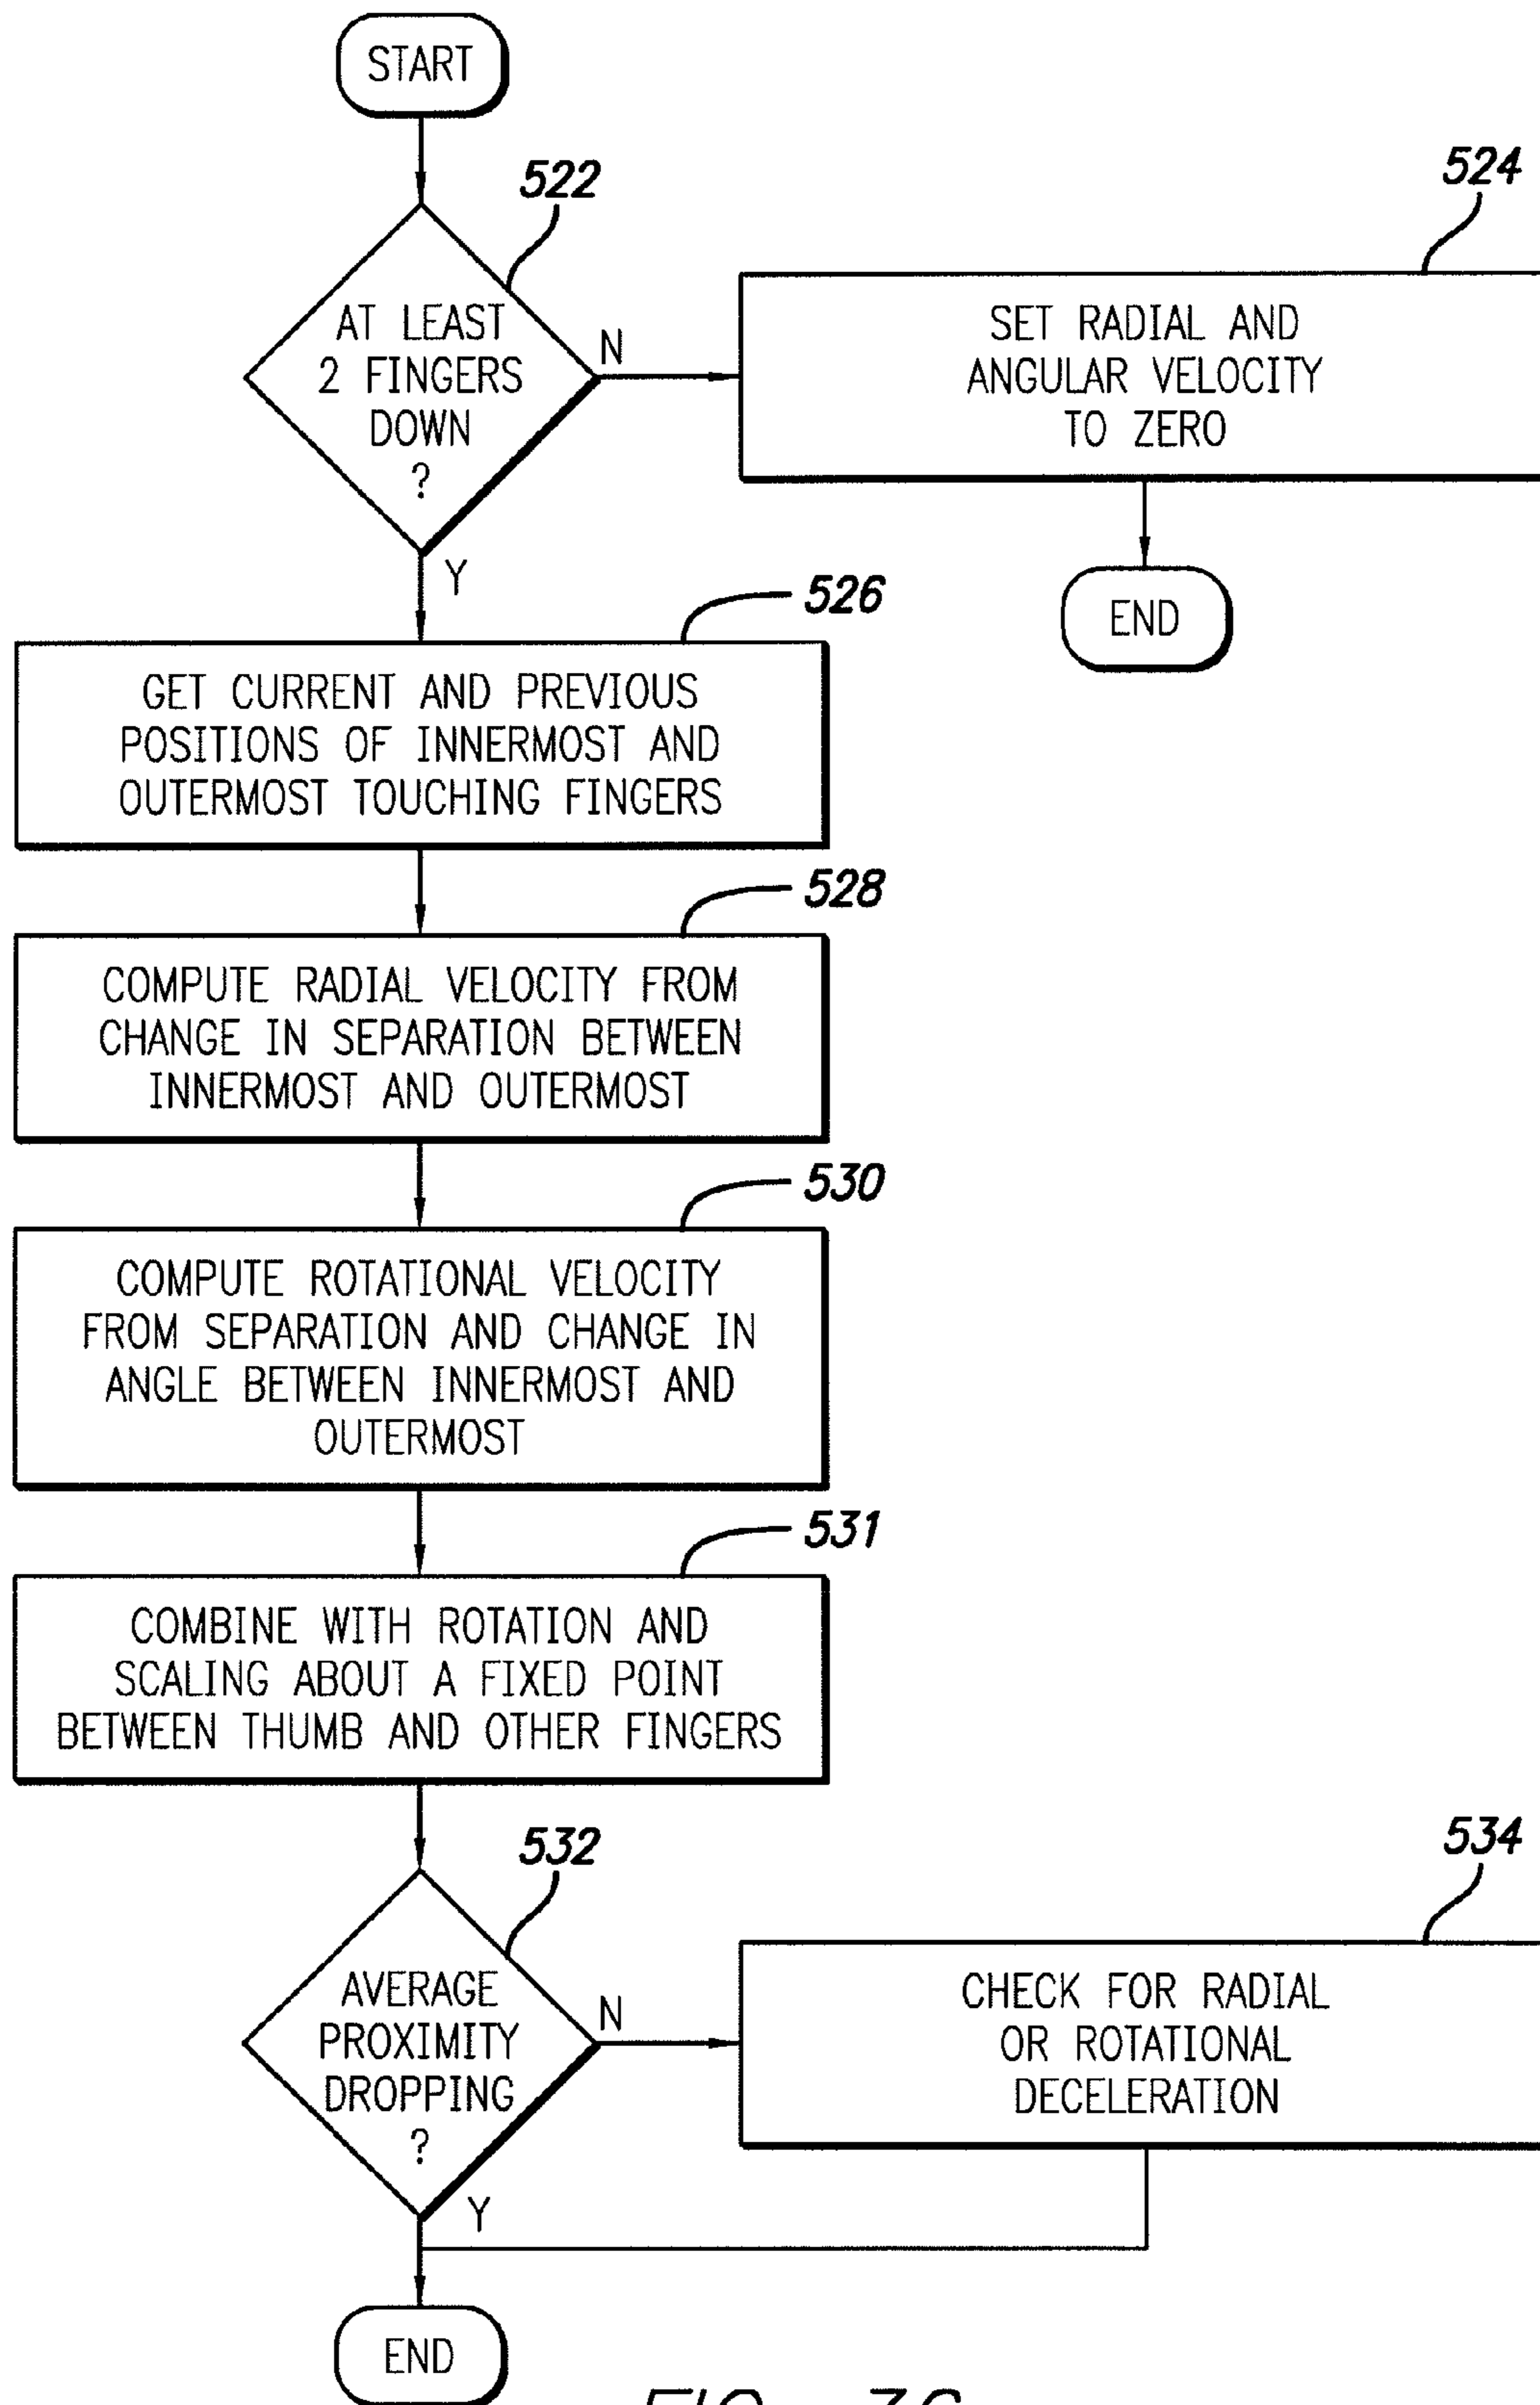 START
522
AT LEAST
2 FINGERS
DOWN
?
N
Y
524
SET RADIAL AND
ANGULAR VELOCITY
TO ZERO
END
526
GET CURRENT AND PREVIOUS
POSITIONS OF INNERMOST AND
OUTERMOST TOUCHING FINGERS
528
COMPUTE RADIAL VELOCITY FROM
CHANGE IN SEPARATION BETWEEN
INNERMOST AND OUTERMOST
530
COMPUTE ROTATIONAL VELOCITY
FROM SEPARATION AND CHANGE IN
ANGLE BETWEEN INNERMOST AND
OUTERMOST
531
COMBINE WITH ROTATION AND
SCALING ABOUT A FIXED POINT
BETWEEN THUMB AND OTHER FINGERS
532
AVERAGE
PROXIMITY
DROPPING
?
N
Y
534
CHECK FOR RADIAL
OR ROTATIONAL
DECELERATION
END